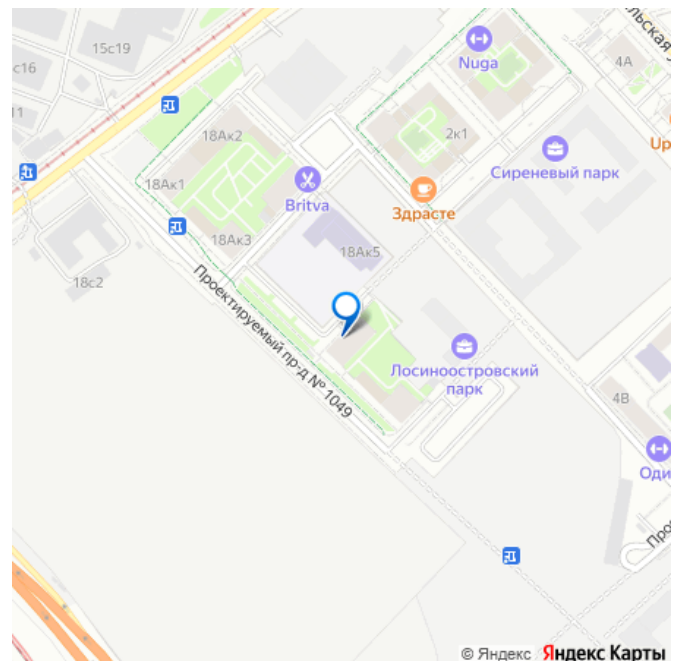 15с19
с16
11
18Ак2
18Ак1
18Ак3
Britva
18с2
18Ак5
Nuga
4А
Up
2к1
Сиреневый парк
Здрасте
Проектируемый пр-д № 1049
Лосиноостровский
парк
4В
Оди
Про
© Яндекс Яндекс Карты